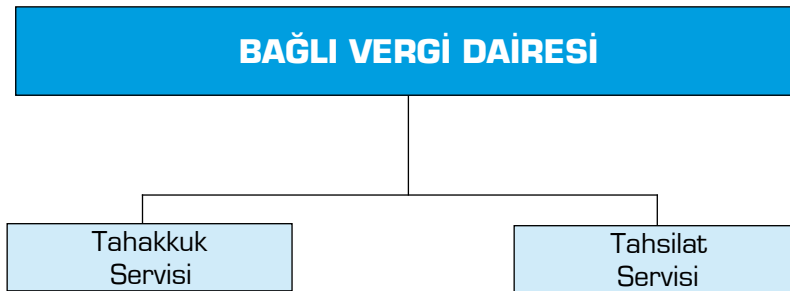 BAĞLI VERGİ DAİRESİ
Tahakkuk
Servisi
Tahsilat
Servisi